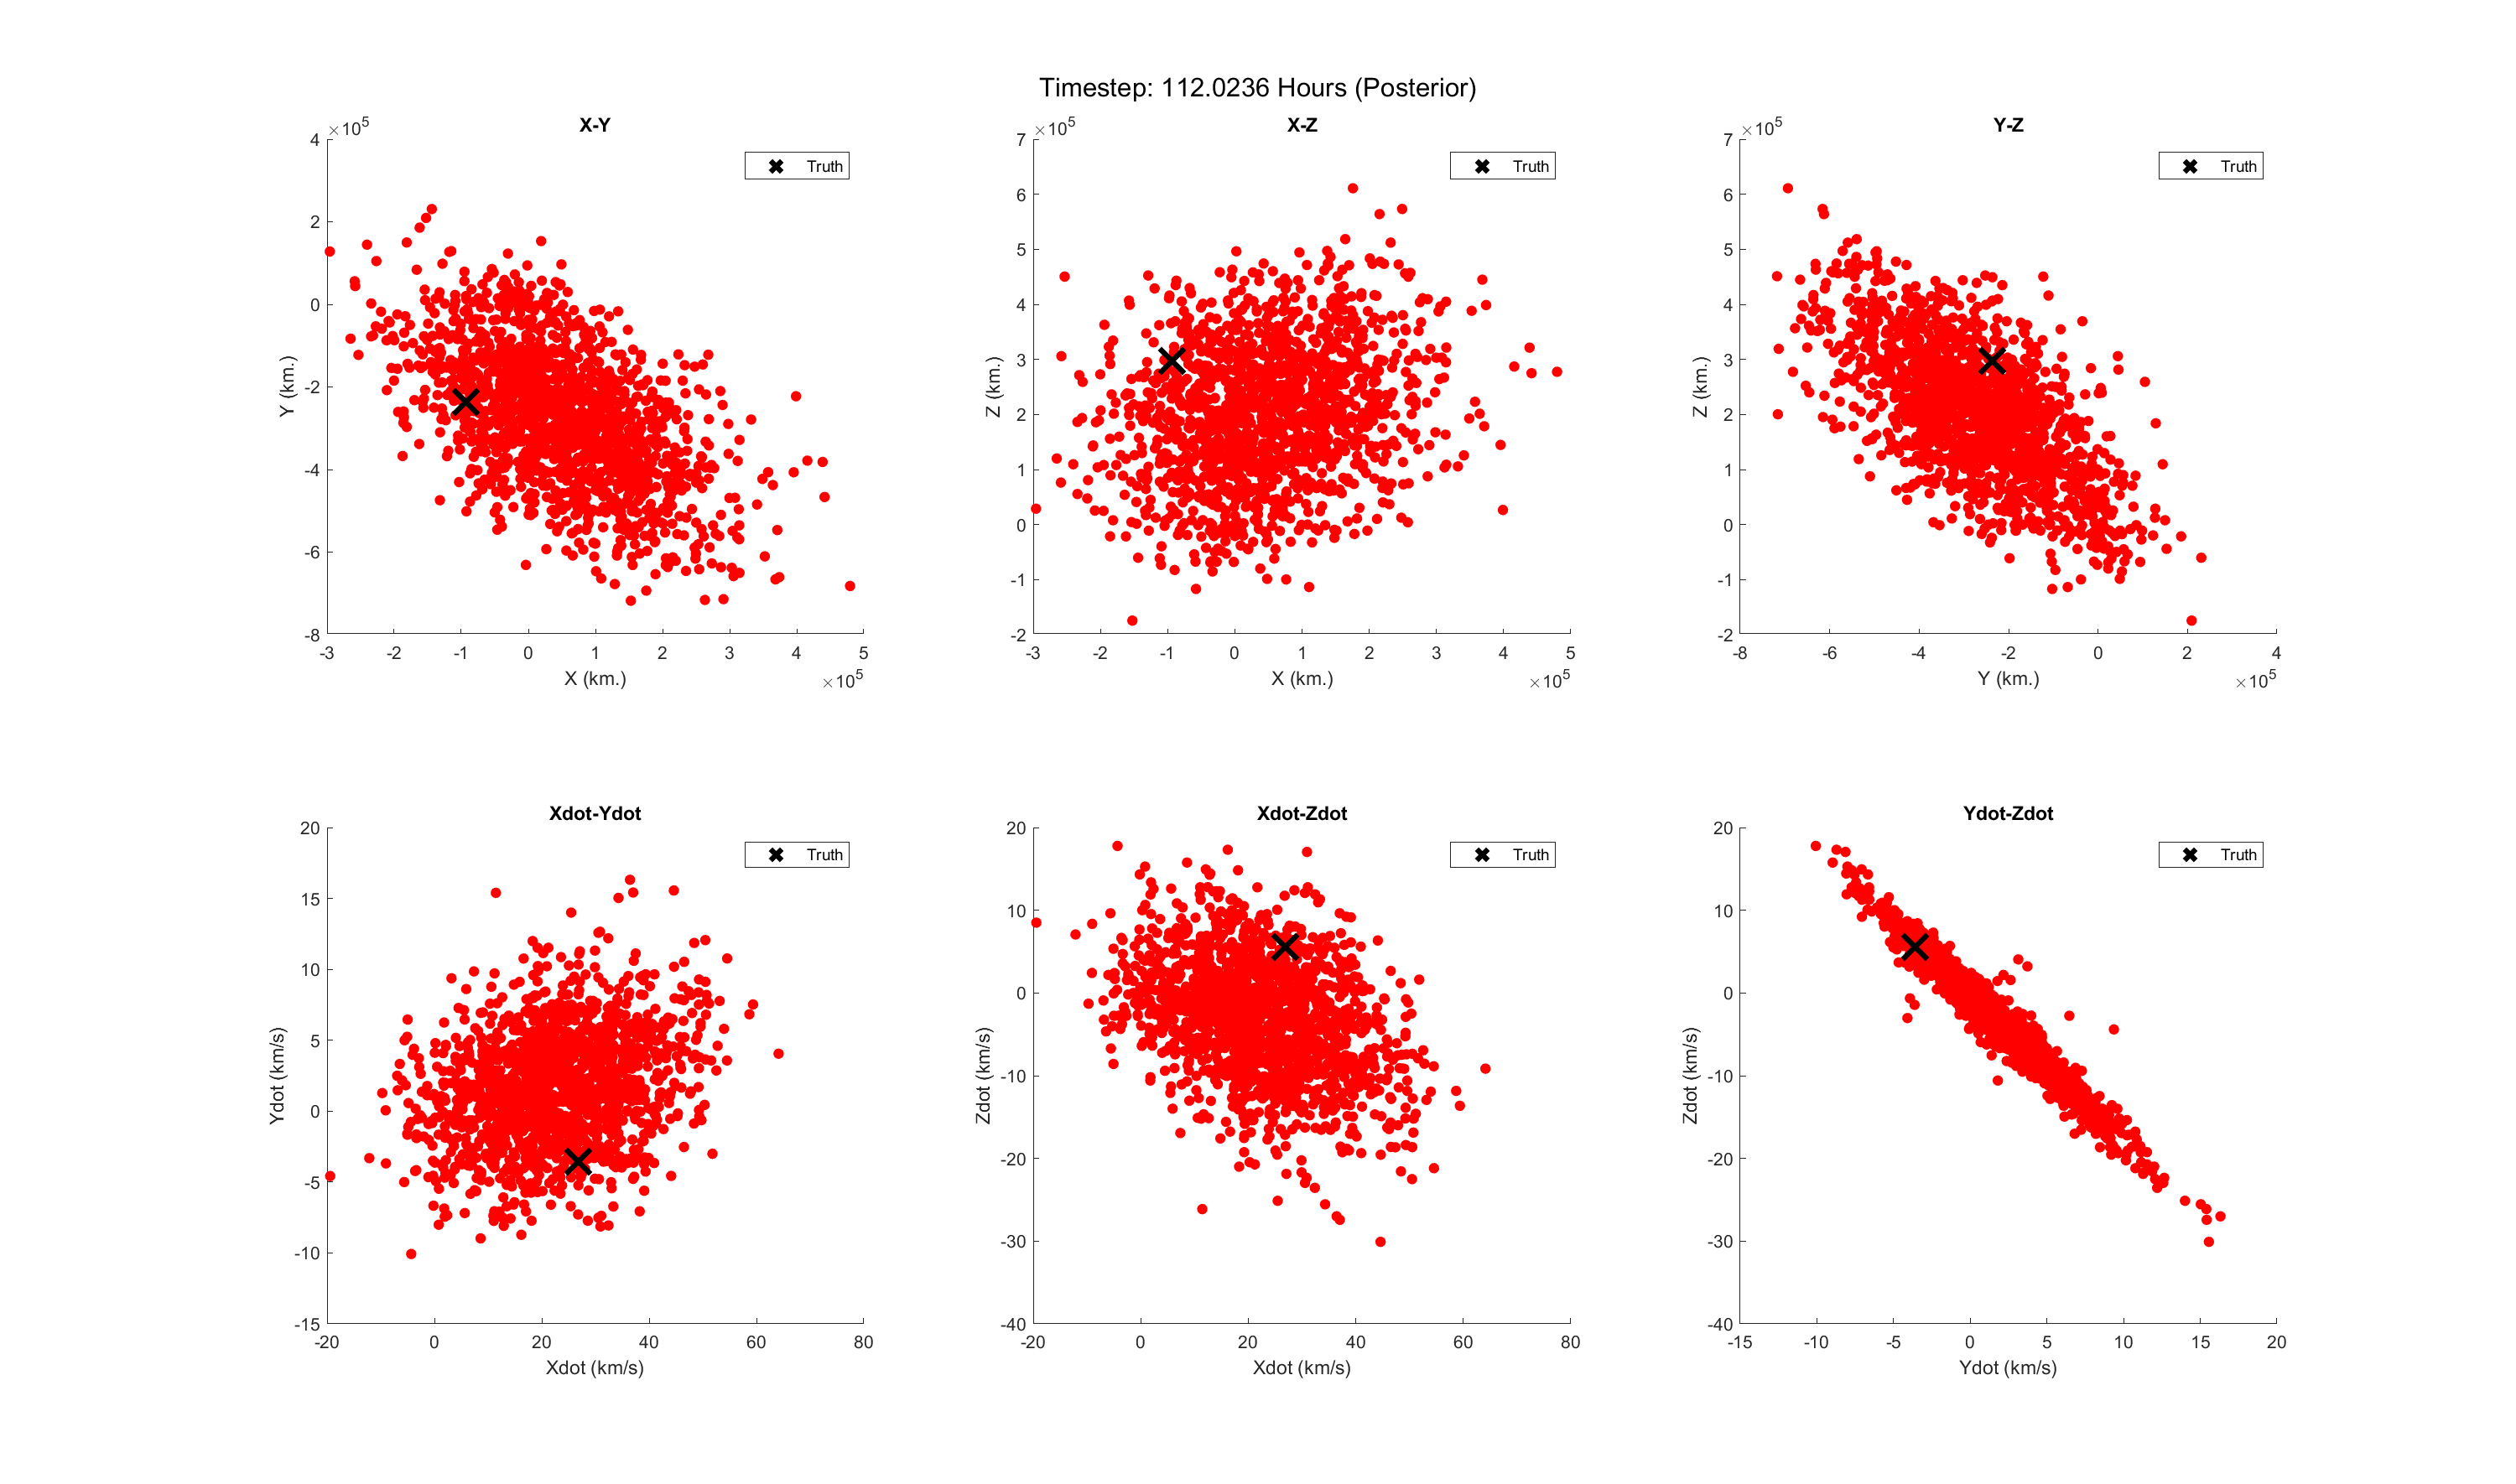 Timestep: 112.0236 Hours (Posterior)
X-Y
×10^5
4
2
0
-2
-4
-6
-8
Y (km.)
-3 -2 -1 0 1 2 3 4 5
X (km.)
×10^5
Truth
X-Z
×10^5
7
6
5
4
3
2
1
0
-1
-2
Z (km.)
-3 -2 -1 0 1 2 3 4 5
X (km.)
×10^5
Truth
Y-Z
×10^5
7
6
5
4
3
2
1
0
-1
-2
Z (km.)
-8 -6 -4 -2 0 2 4
Y (km.)
×10^5
Truth
Xdot-Ydot
20
15
10
5
0
-5
-10
-15
Ydot (km/s)
-20 0 20 40 60 80
Xdot (km/s)
Truth
Xdot-Zdot
20
10
0
-10
-20
-30
-40
Zdot (km/s)
-20 0 20 40 60 80
Xdot (km/s)
Truth
Ydot-Zdot
20
10
0
-10
-20
-30
-40
Zdot (km/s)
-15 -10 -5 0 5 10 15 20
Ydot (km/s)
Truth